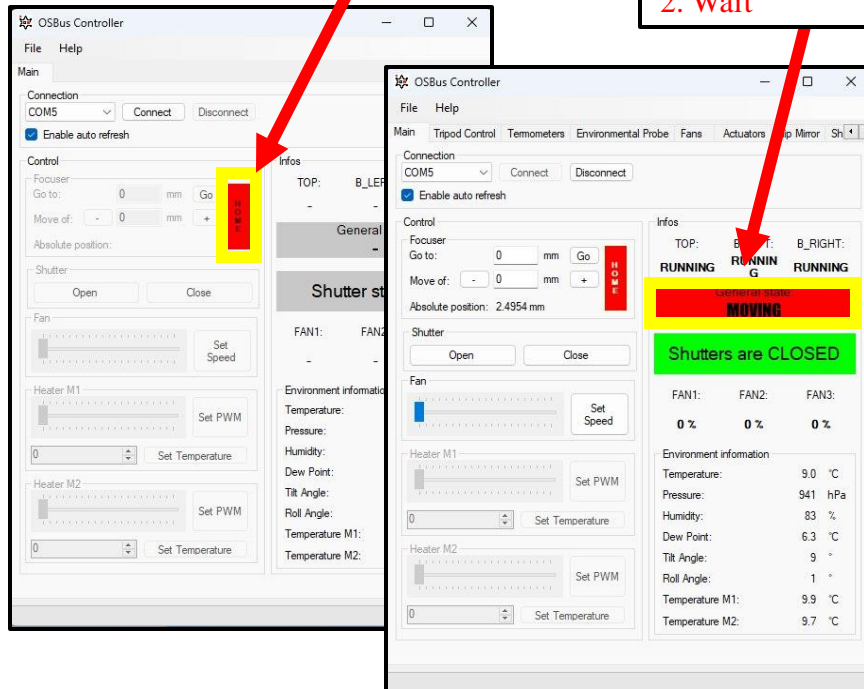 2. Wait
OSBus Controller
File Help
Main
Connection
COM5 Connect Disconnect
Enable auto refresh
Control
Focuser
Go to: 0 mm Go
Move of: - 0 mm +
Absolute position:
HOME
Shutter
Open Close
Fan
Set Speed
Heater M1
Set PWM
0 Set Temperature
Heater M2
Set PWM
0 Set Temperature
Infos
TOP:
- -
General
-
Shutter
FAN1:
- -
Environment
Temperature:
Pressure:
Humidity:
Dew Point:
Tilt Angle:
Roll Angle:
Temperature M1:
Temperature M2:
OSBus Controller
File Help
Main Tripod Control Termometers Environmental Probe Fans Actuators Mirror
Connection
COM5 Connect Disconnect
Enable auto refresh
Control
Focuser
Go to: 0 mm Go
Move of: - 0 mm +
Absolute position: 2.4954 mm
HOME
Shutter
Open Close
Fan
Set Speed
Heater M1
Set PWM
0 Set Temperature
Heater M2
Set PWM
0 Set Temperature
Infos
TOP: B_RIGHT:
RUNNING RUNNING RUNNING
General state
MOVING
Shutters are CLOSED
FAN1: FAN2: FAN3:
0 % 0 % 0 %
Environment information
Temperature: 9.0 °C
Pressure: 941 hPa
Humidity: 83 %
Dew Point: 6.3 °C
Tilt Angle: 9 °
Roll Angle: 1 °
Temperature M1: 9.9 °C
Temperature M2: 9.7 °C